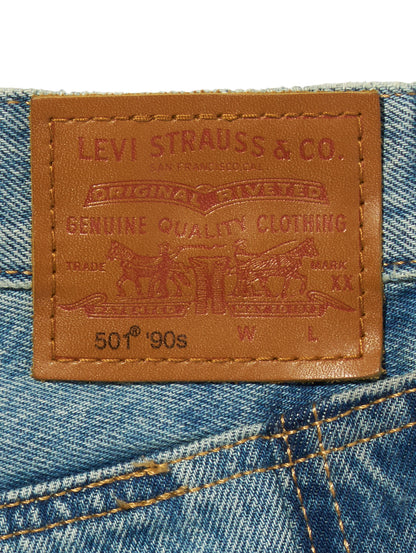 LEVI STRAUSS & CO.
SAN FRANCISCO CAL
ORIGINAL RIVETED
GENUINE QUALITY CLOTHING
TRADE MARK
XX
501® '90s W L